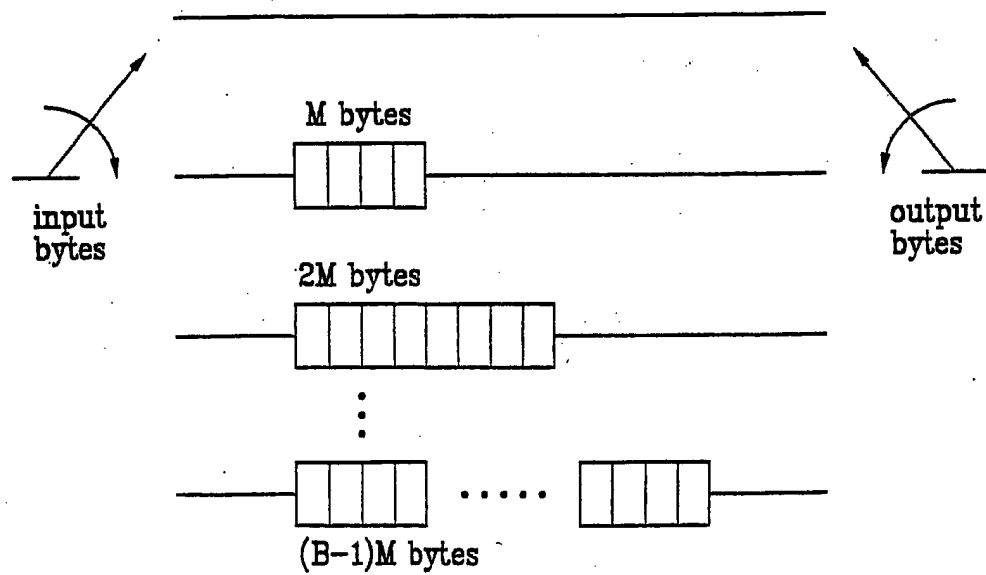 M bytes
input
bytes
output
bytes
2M bytes
(B-1)M bytes